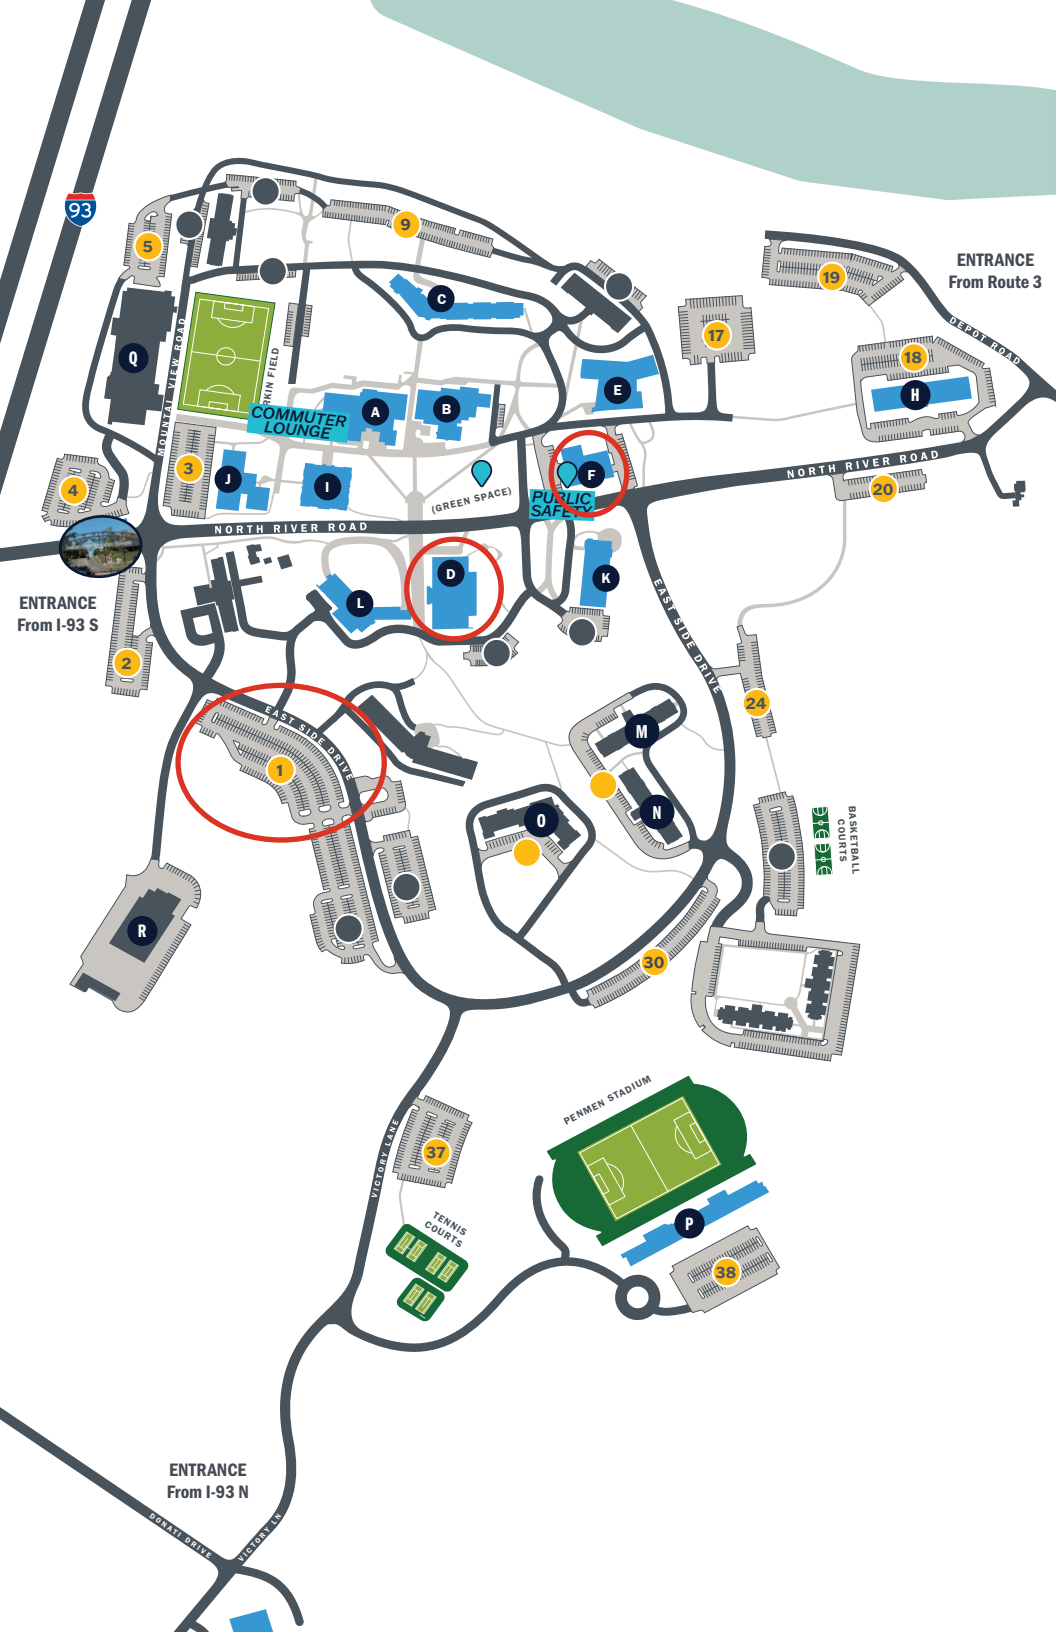 93
5
9
ENTRANCE
From Route 3
19
C
17
DEPOT ROAD
Q
MOUNTAIN VIEW ROAD
LARKIN FIELD
18
H
E
COMMUTER
LOUNGE
A
B
3
J
I
(GREEN SPACE)
F
PUBLIC
SAFETY
NORTH RIVER ROAD
20
4
NORTH RIVER ROAD
D
K
L
ENTRANCE
From I-93 S
2
EAST SIDE DRIVE
24
EAST SIDE DRIVE
1
M
N
O
BASKETBALL
COURTS
R
30
PENMEN STADIUM
37
VICTORY LANE
TENNIS
COURTS
P
38
ENTRANCE
From I-93 N
DONATI DRIVE
VICTORY LN